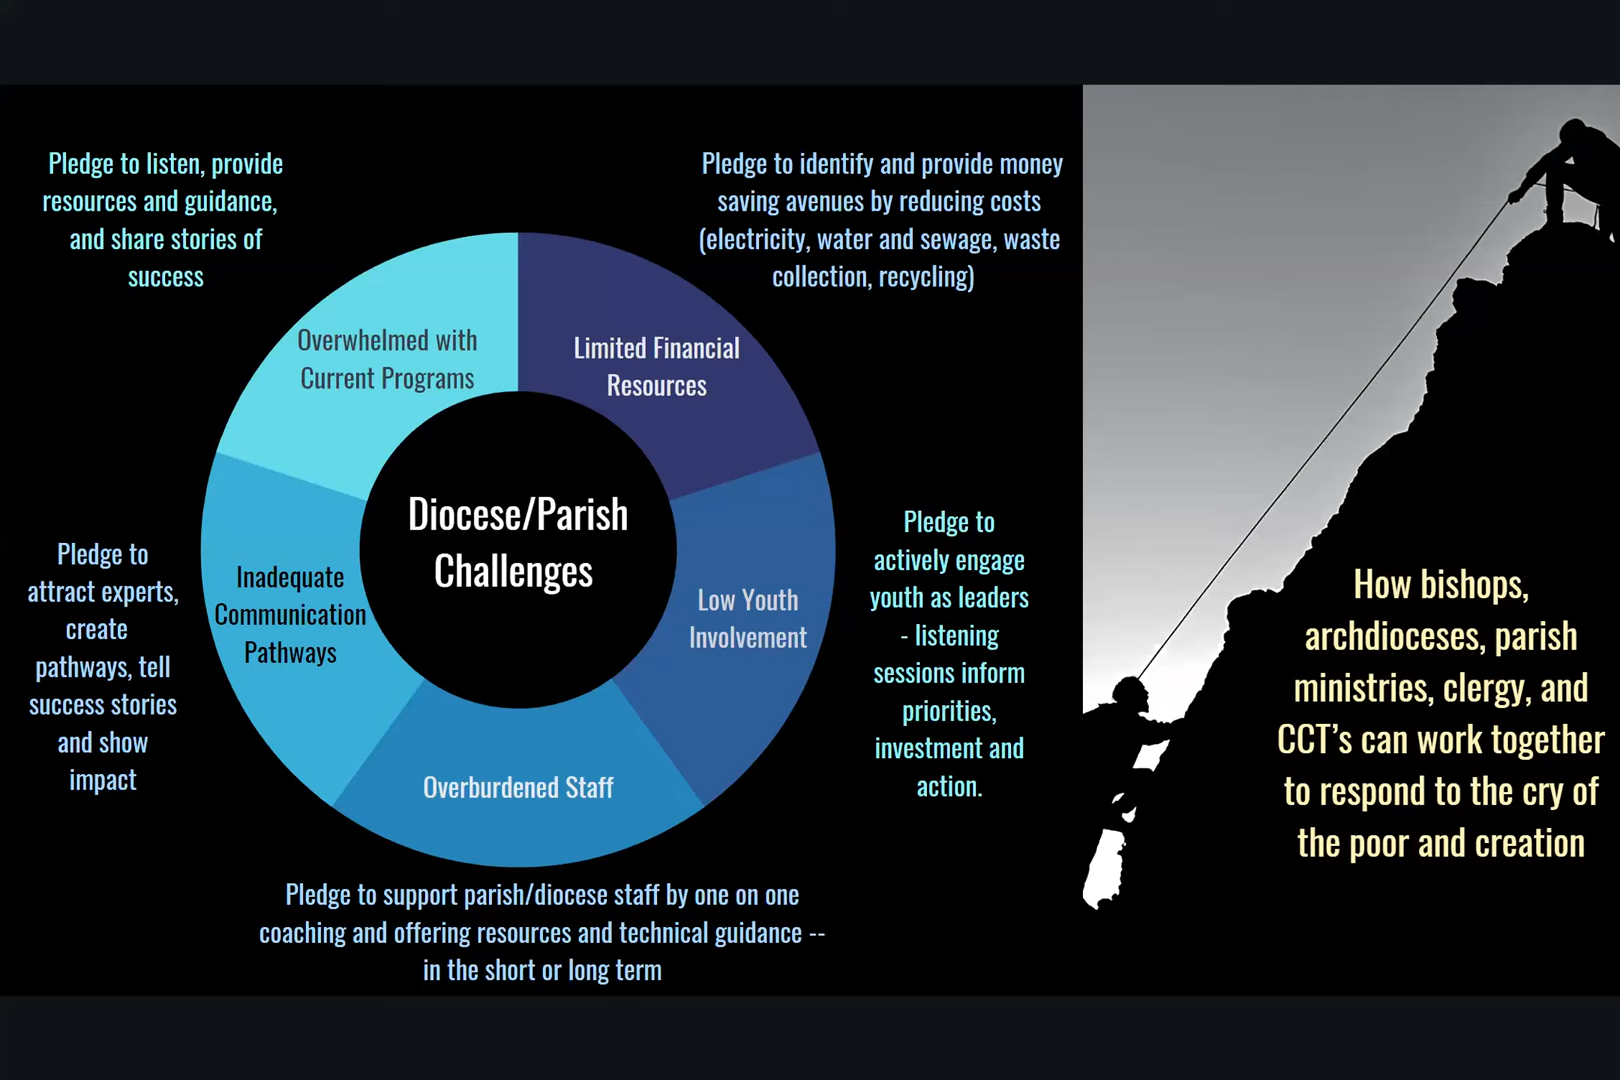 Pledge to listen, provide
resources and guidance,
and share stories of
success
Pledge to identify and provide money
saving avenues by reducing costs
(electricity, water and sewage, waste
collection, recycling)
Overwhelmed with
Current Programs
Limited Financial
Resources
Diocese/Parish
Challenges
Inadequate
Communication
Pathways
Low Youth
Involvement
Overburdened Staff
Pledge to
attract experts,
create
pathways, tell
success stories
and show
impact
Pledge to
actively engage
youth as leaders
- listening
sessions inform
priorities,
investment and
action.
Pledge to support parish/diocese staff by one on one
coaching and offering resources and technical guidance --
in the short or long term
How bishops,
archdioceses, parish
ministries, clergy, and
CCT's can work together
to respond to the cry of
the poor and creation